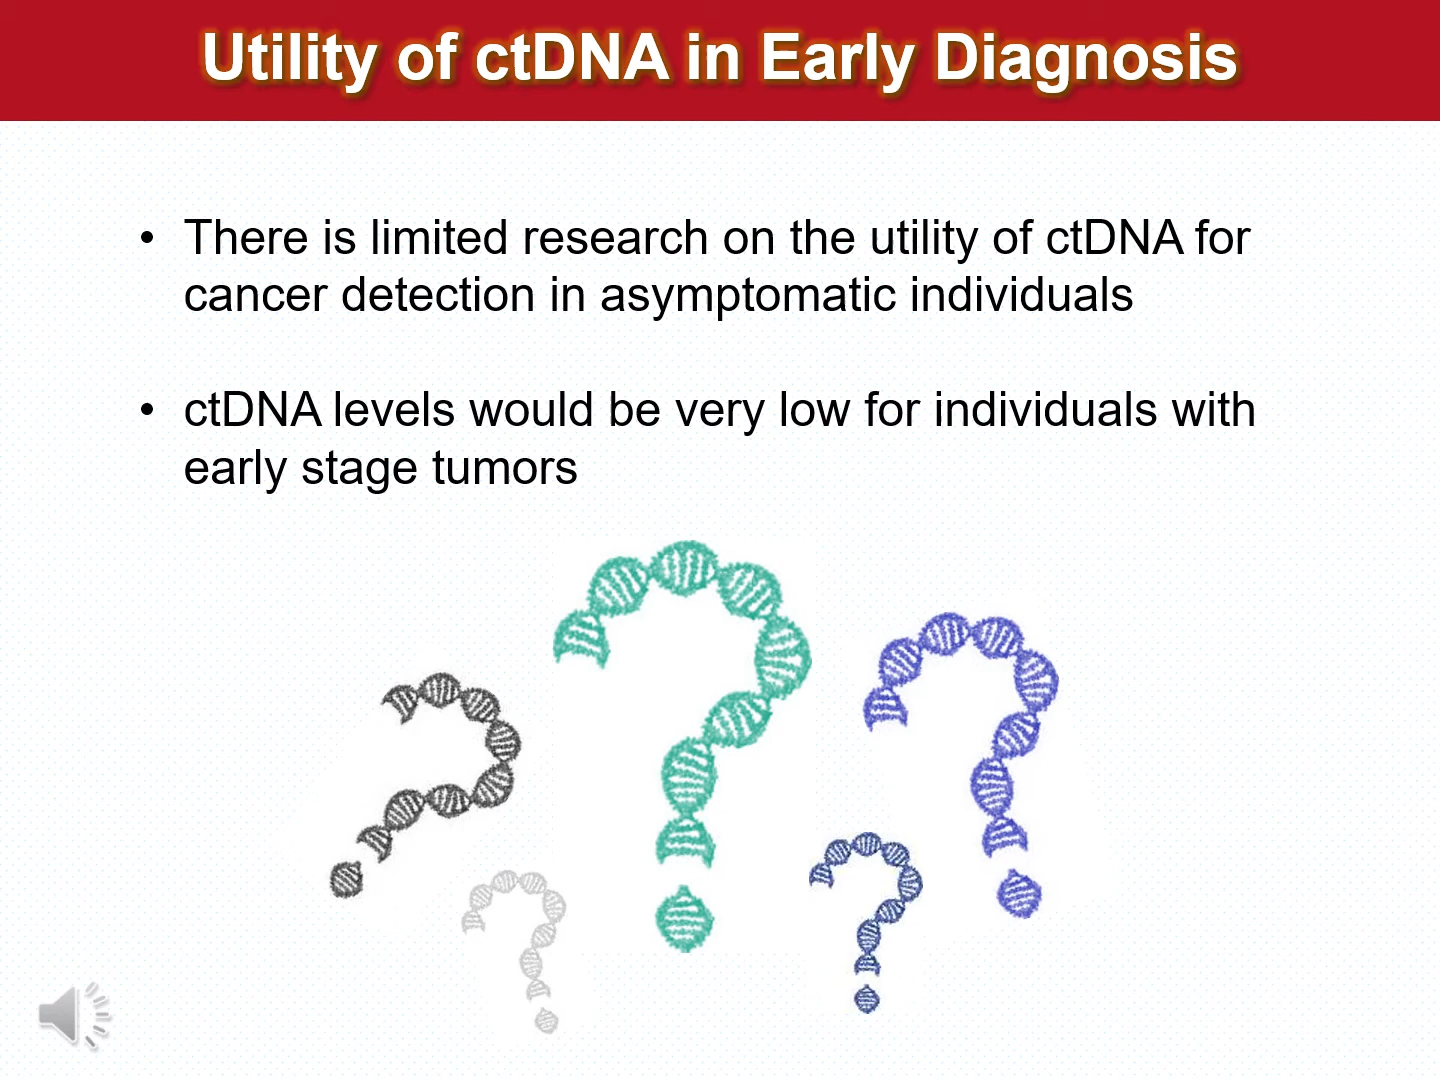 Utility of ctDNA in Early Diagnosis
• There is limited research on the utility of ctDNA for
cancer detection in asymptomatic individuals
• ctDNA levels would be very low for individuals with
early stage tumors